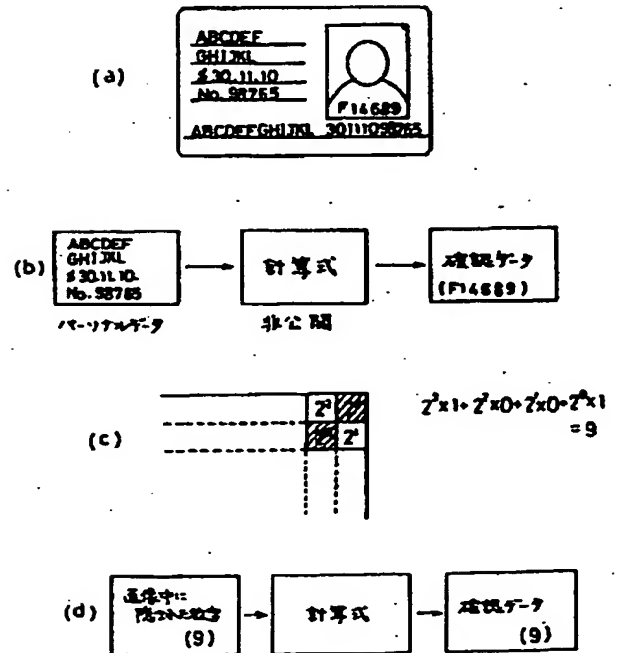 (a)
ABCDEF
GHIJKL
S30.11.10
No. 98765
F14689
ABCDEFGHIJKL 30111098765
(b)
ABCDEF
GHIJKL
S30.11.10.
No. 98765
計算式
確認データ
(F14689)
パーソナルデータ
非公開
(c)
2³
2¹
2³×1+2²×0+2¹×0+2⁰×1
=9
(d)
画像中に
隠された数字
(9)
計算式
確認データ
(9)